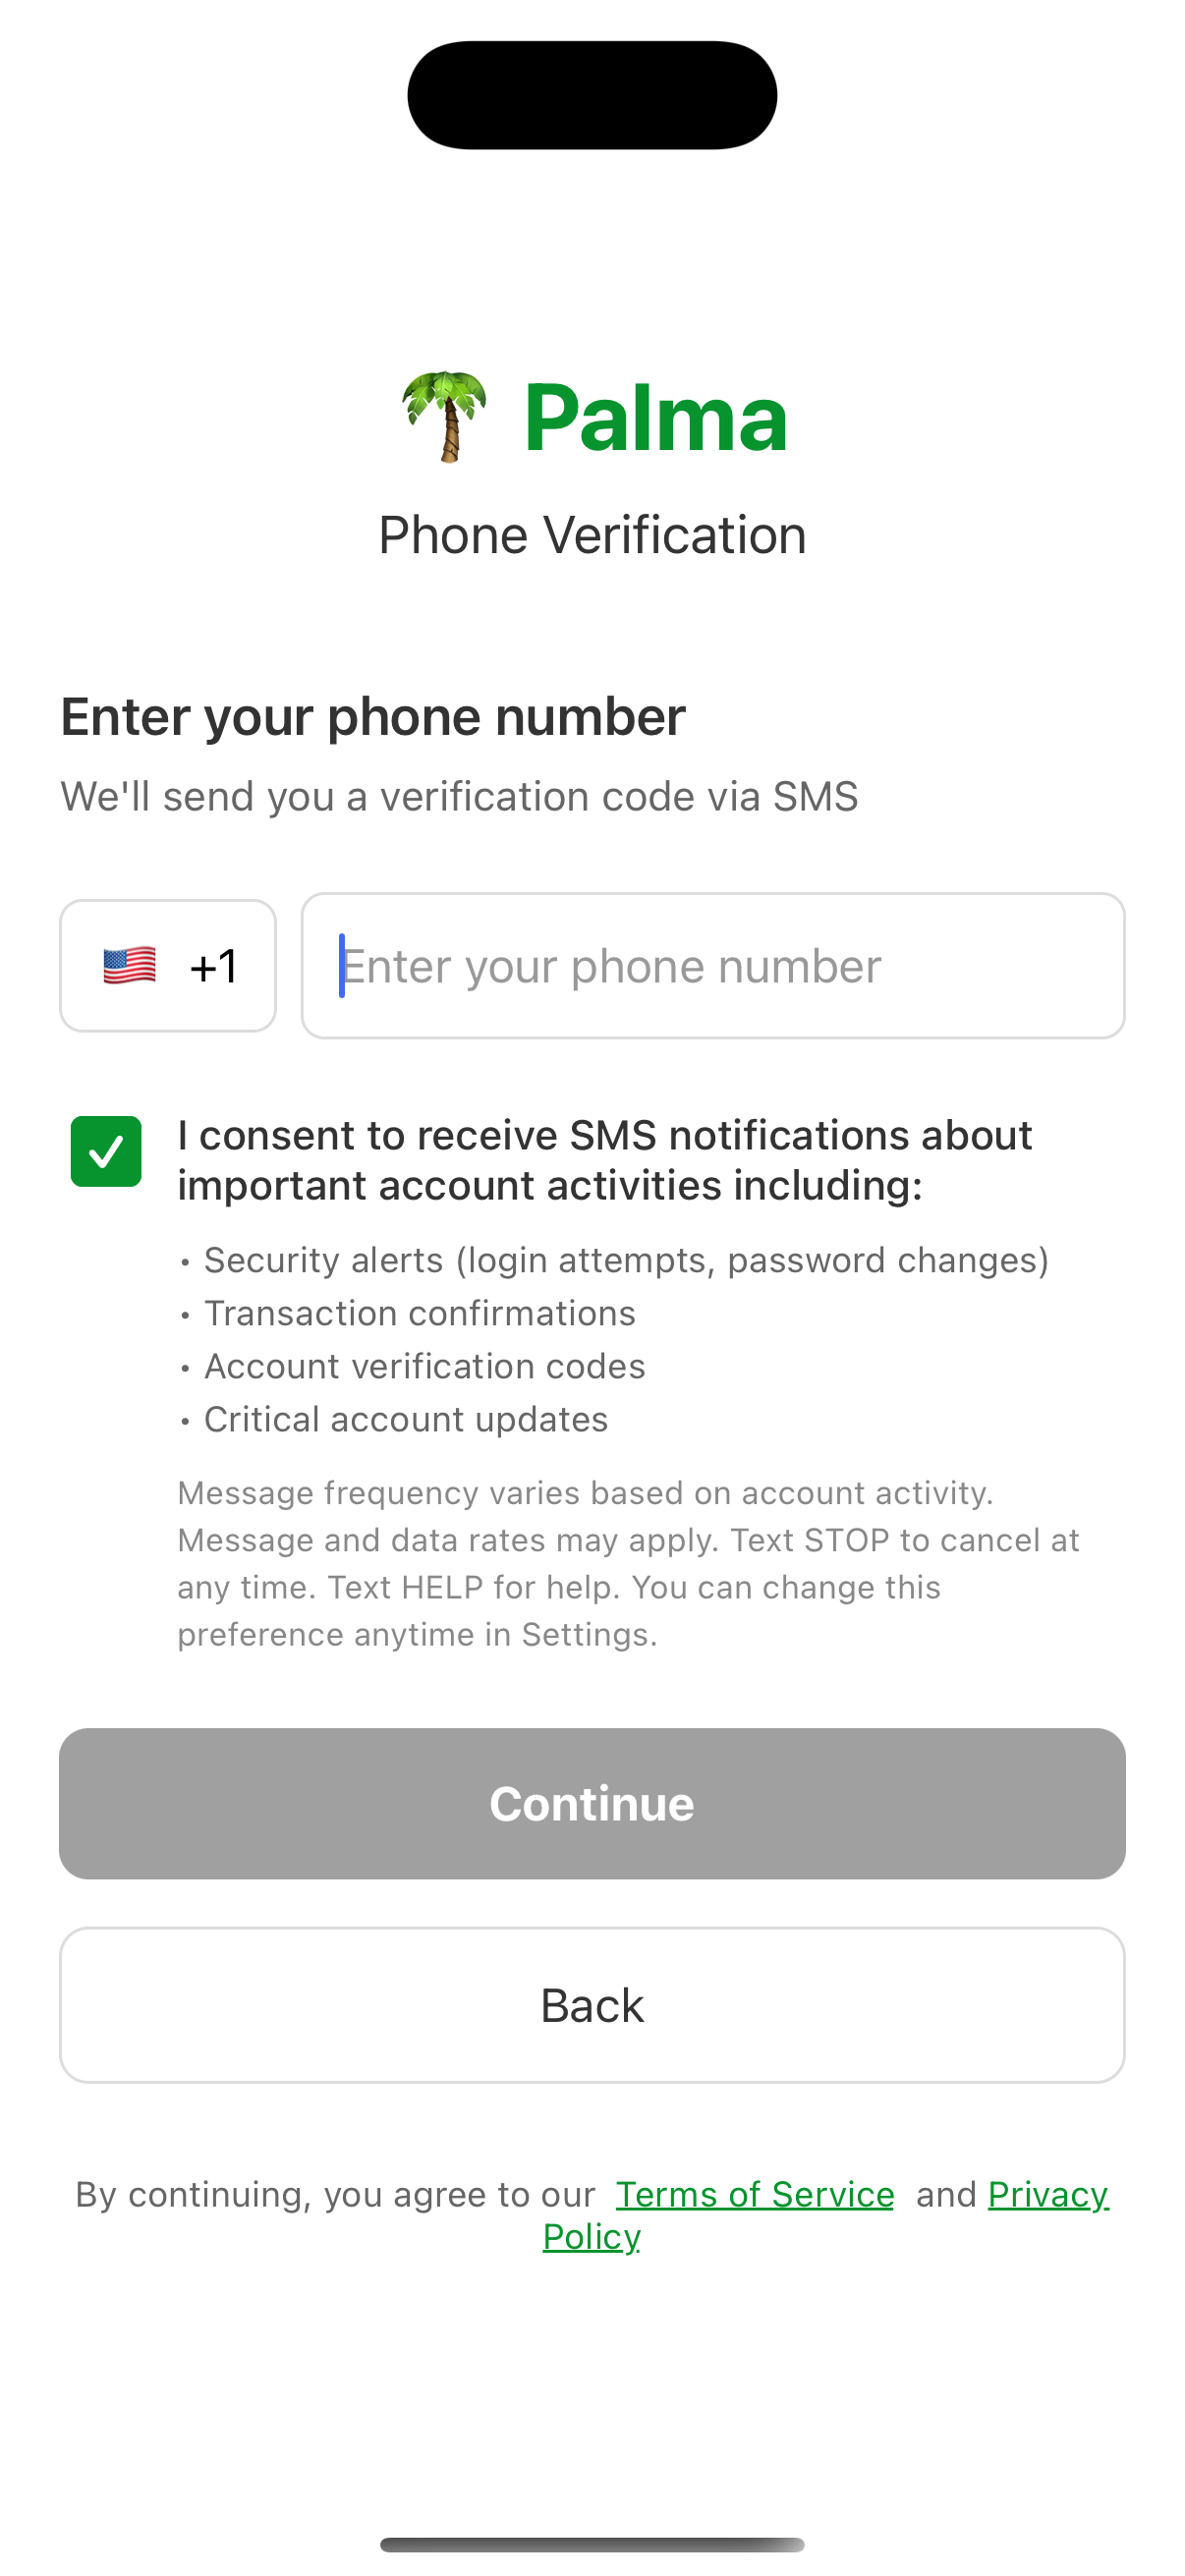 Palma
Phone Verification
Enter your phone number
We'll send you a verification code via SMS
+1
Enter your phone number
I consent to receive SMS notifications about
important account activities including:
• Security alerts (login attempts, password changes)
• Transaction confirmations
• Account verification codes
• Critical account updates
Message frequency varies based on account activity.
Message and data rates may apply. Text STOP to cancel at
any time. Text HELP for help. You can change this
preference anytime in Settings.
Continue
Back
By continuing, you agree to our Terms of Service and Privacy
Policy